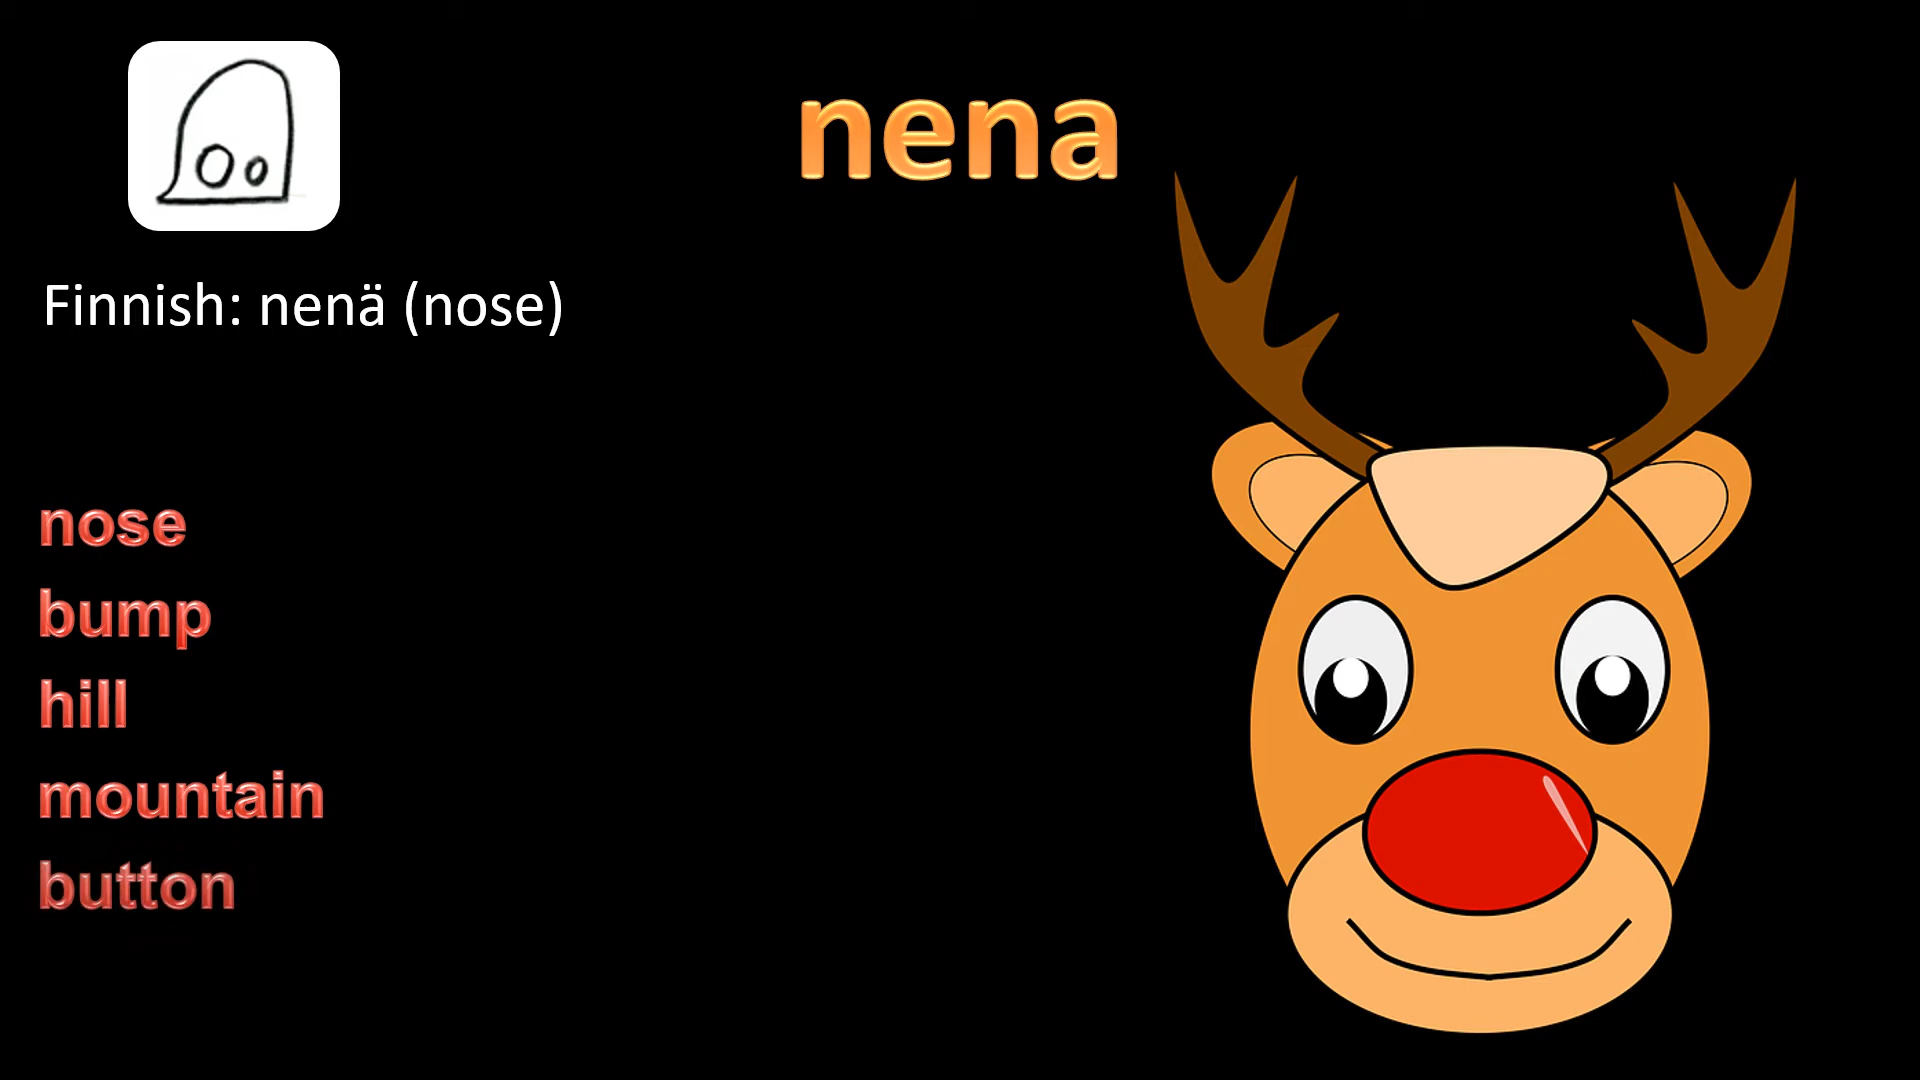 nena
Finnish: nenä (nose)
nose
bump
hill
mountain
button